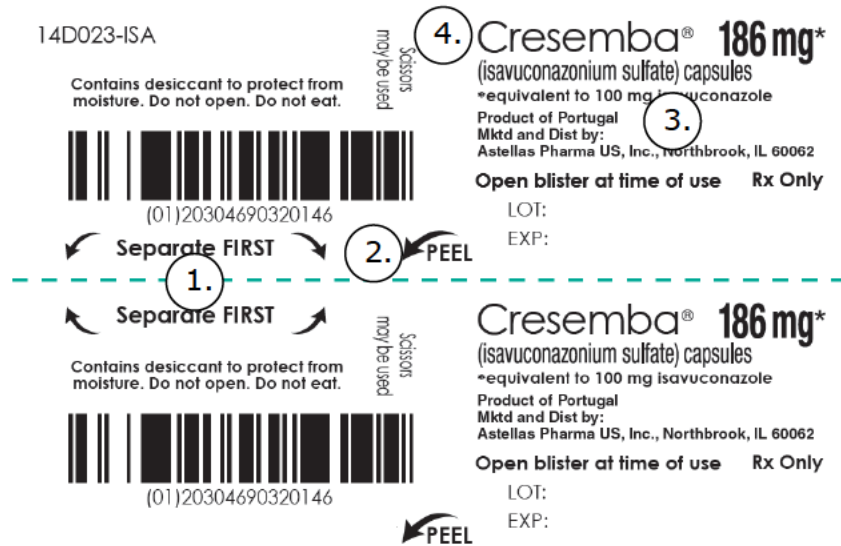 14D023-ISA
Contains desiccant to protect from
moisture. Do not open. Do not eat.
Scissors
may be used
(01)20304690320146
Separate FIRST
1.
2.
PEEL
4.
Cresemba® 186 mg*
(isavuconazonium sulfate) capsules
*equivalent to 100 mg
3.
Product of Portugal
Mktd and Dist by:
Astellas Pharma US, Inc., Northbrook, IL 60062
Open blister at time of use Rx Only
LOT:
EXP:
Separate FIRST
Contains desiccant to protect from
moisture. Do not open. Do not eat.
Scissors
may be used
(01)20304690320146
PEEL
Cresemba® 186 mg*
(isavuconazonium sulfate) capsules
*equivalent to 100 mg isavuconazole
Product of Portugal
Mktd and Dist by:
Astellas Pharma US, Inc., Northbrook, IL 60062
Open blister at time of use Rx Only
LOT:
EXP: